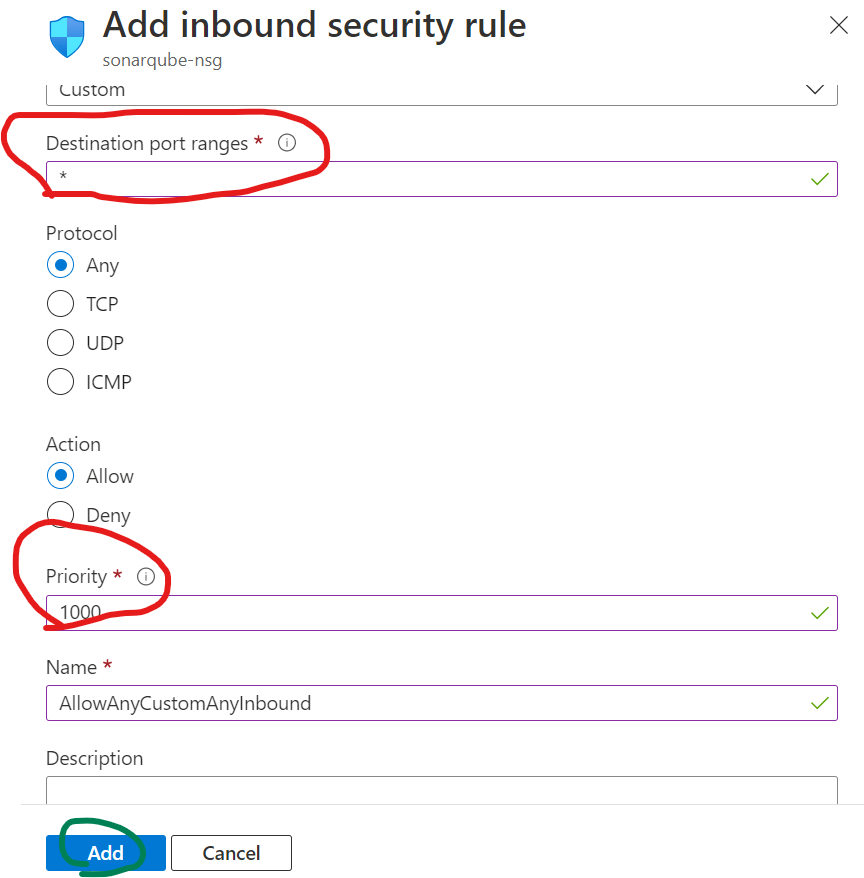 Add inbound security rule
sonarqube-nsg
Custom
Destination port ranges *
*
Protocol
Any
TCP
UDP
ICMP
Action
Allow
Deny
Priority *
1000
Name *
AllowAnyCustomAnyInbound
Description
Add Cancel